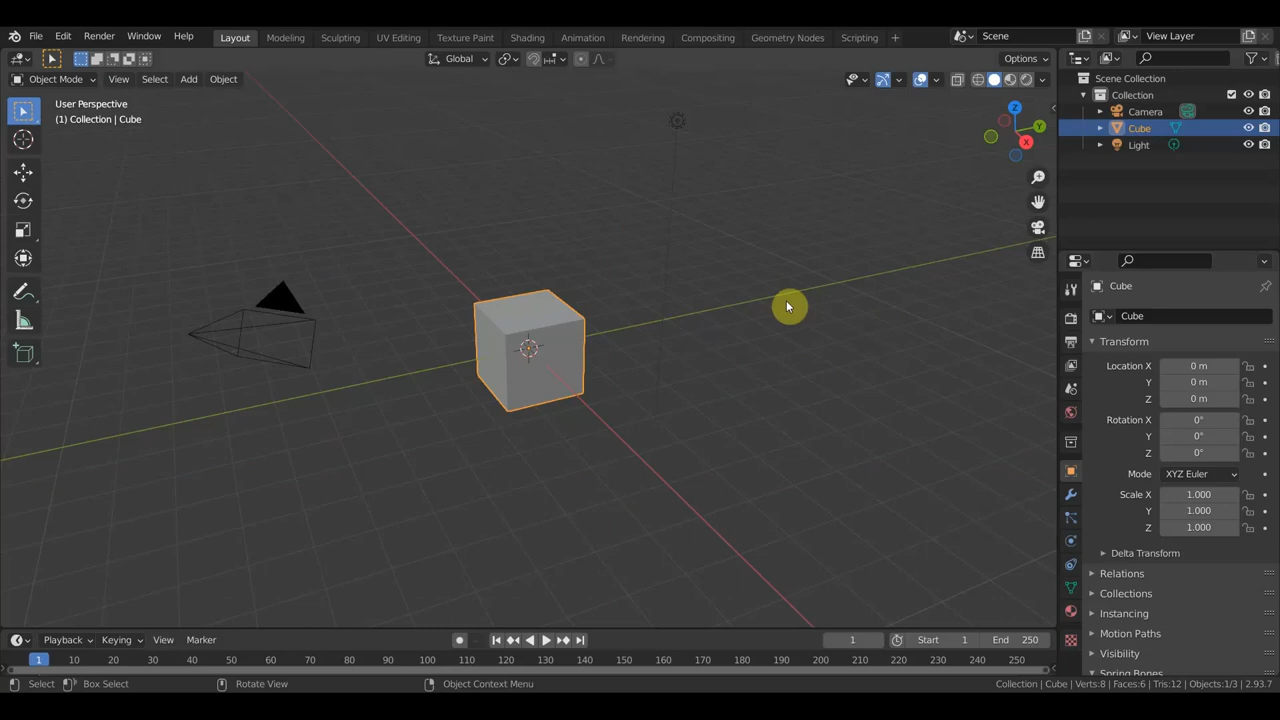 File Edit Render Window Help Layout Modeling Sculpting UV Editing Texture Paint Shading Animation Rendering Compositing Geometry Nodes Scripting + Scene View Layer
Global Options
Object Mode View Select Add Object
User Perspective
(1) Collection | Cube
Z
Y
X
Scene Collection
Collection
Camera
Cube
Light
Cube
Cube
Transform
Location X 0 m
Y 0 m
Z 0 m
Rotation X 0°
Y 0°
Z 0°
Mode XYZ Euler
Scale X 1.000
Y 1.000
Z 1.000
Delta Transform
Relations
Collections
Instancing
Motion Paths
Visibility
Spring Bones
Playback Keying View Marker 1 Start 1 End 250
1 10 20 30 40 50 60 70 80 90 100 110 120 130 140 150 160 170 180 190 200 210 220 230 240 250
Select Box Select Rotate View Object Context Menu Collection | Cube | Verts:8 | Faces:6 | Tris:12 | Objects:1/3 | 2.93.7